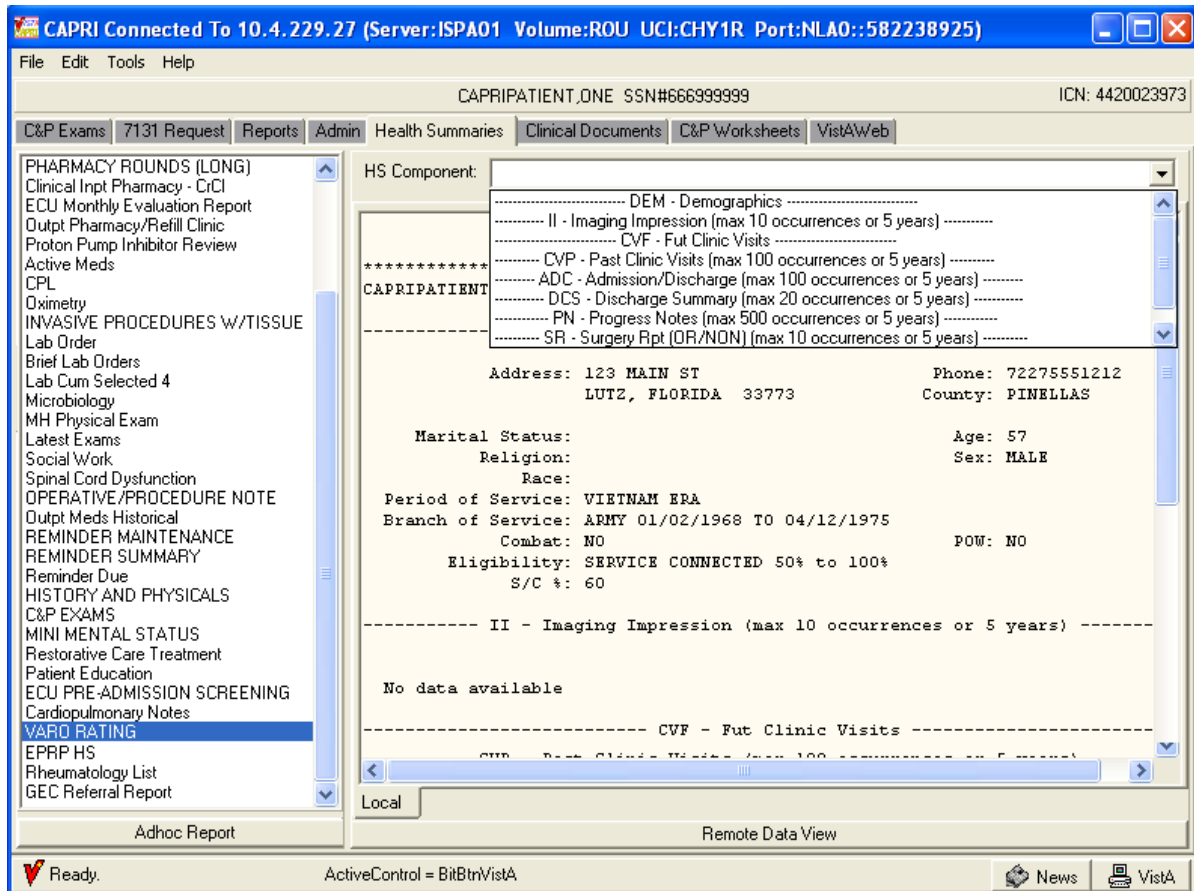 CAPRI Connected To 10.4.229.27 (Server:ISPA01 Volume:ROU UCI:CHY1R Port:NLA0::582238925)
File Edit Tools Help
CAPRIPATIENT,ONE SSN#666999999 ICN: 4420023973
C&P Exams 7131 Request Reports Admin Health Summaries Clinical Documents C&P Worksheets VistAWeb
PHARMACY ROUNDS (LONG)
Clinical Inpt Pharmacy - CrCl
ECU Monthly Evaluation Report
Outpt Pharmacy/Refill Clinic
Proton Pump Inhibitor Review
Active Meds
CPL
Oximetry
INVASIVE PROCEDURES W/TISSUE
Lab Order
Brief Lab Orders
Lab Cum Selected 4
Microbiology
MH Physical Exam
Latest Exams
Social Work
Spinal Cord Dysfunction
OPERATIVE/PROCEDURE NOTE
Outpt Meds Historical
REMINDER MAINTENANCE
REMINDER SUMMARY
Reminder Due
HISTORY AND PHYSICALS
C&P EXAMS
MINI MENTAL STATUS
Restorative Care Treatment
Patient Education
ECU PRE-ADMISSION SCREENING
Cardiopulmonary Notes
VARO RATING
EPRP HS
Rheumatology List
GEC Referral Report
Adhoc Report
HS Component:
---------------------------- DEM - Demographics ----------------------------
----------- II - Imaging Impression (max 10 occurrences or 5 years) -----------
-------------------------- CVF - Fut Clinic Visits --------------------------
---------- CVP - Past Clinic Visits (max 100 occurrences or 5 years) ----------
--------- ADC - Admission/Discharge (max 100 occurrences or 5 years) ---------
----------- DCS - Discharge Summary (max 20 occurrences or 5 years) -----------
------------ PN - Progress Notes (max 500 occurrences or 5 years) ------------
---------- SR - Surgery Rpt (OR/NON) (max 10 occurrences or 5 years) ----------
************
CAPRIPATIENT
------------
Address: 123 MAIN ST Phone: 72275551212
LUTZ, FLORIDA 33773 County: PINELLAS
Marital Status: Age: 57
Religion: Sex: MALE
Race:
Period of Service: VIETNAM ERA
Branch of Service: ARMY 01/02/1968 TO 04/12/1975
Combat: NO POW: NO
Eligibility: SERVICE CONNECTED 50% to 100%
S/C %: 60
----------- II - Imaging Impression (max 10 occurrences or 5 years) -------
No data available
-------------------------- CVF - Fut Clinic Visits ------------------------
CVP - Past Clinic Visits (max 100 occurrences or 5 years)
Local
Remote Data View
Ready. ActiveControl = BitBtnVistA News VistA